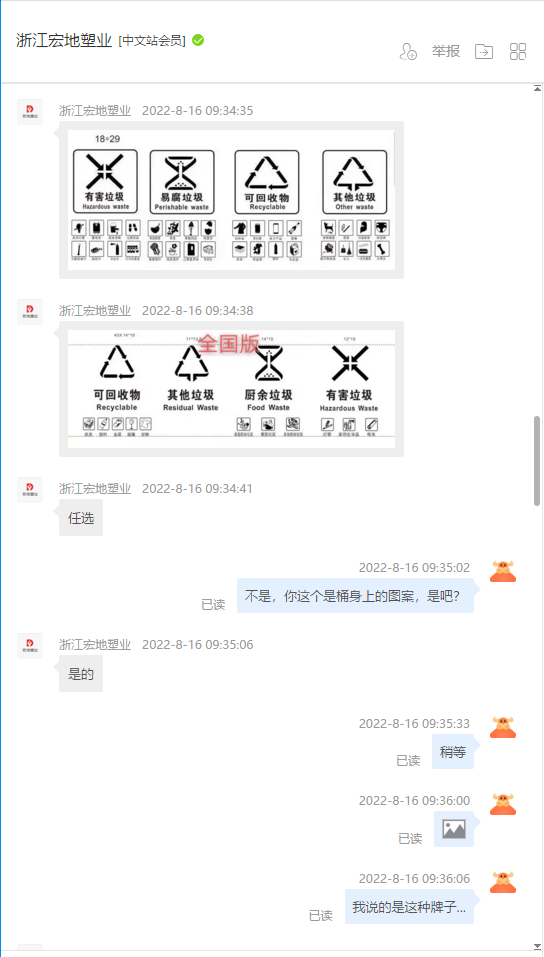 浙江宏地塑业 [中文站会员]
举报
浙江宏地塑业 2022-8-16 09:34:35
18*29
有害垃圾 易腐垃圾 可回收物 其他垃圾
Hazardous waste Perishable waste Recyclable Other waste
浙江宏地塑业 2022-8-16 09:34:38
全国版
可回收物 其他垃圾 厨余垃圾 有害垃圾
Recyclable Residual Waste Food Waste Hazardous Waste
浙江宏地塑业 2022-8-16 09:34:41
任选
2022-8-16 09:35:02
已读 不是，你这个是桶身上的图案，是吧？
浙江宏地塑业 2022-8-16 09:35:06
是的
2022-8-16 09:35:33
已读 稍等
2022-8-16 09:36:00
已读
2022-8-16 09:36:06
已读 我说的是这种牌子...